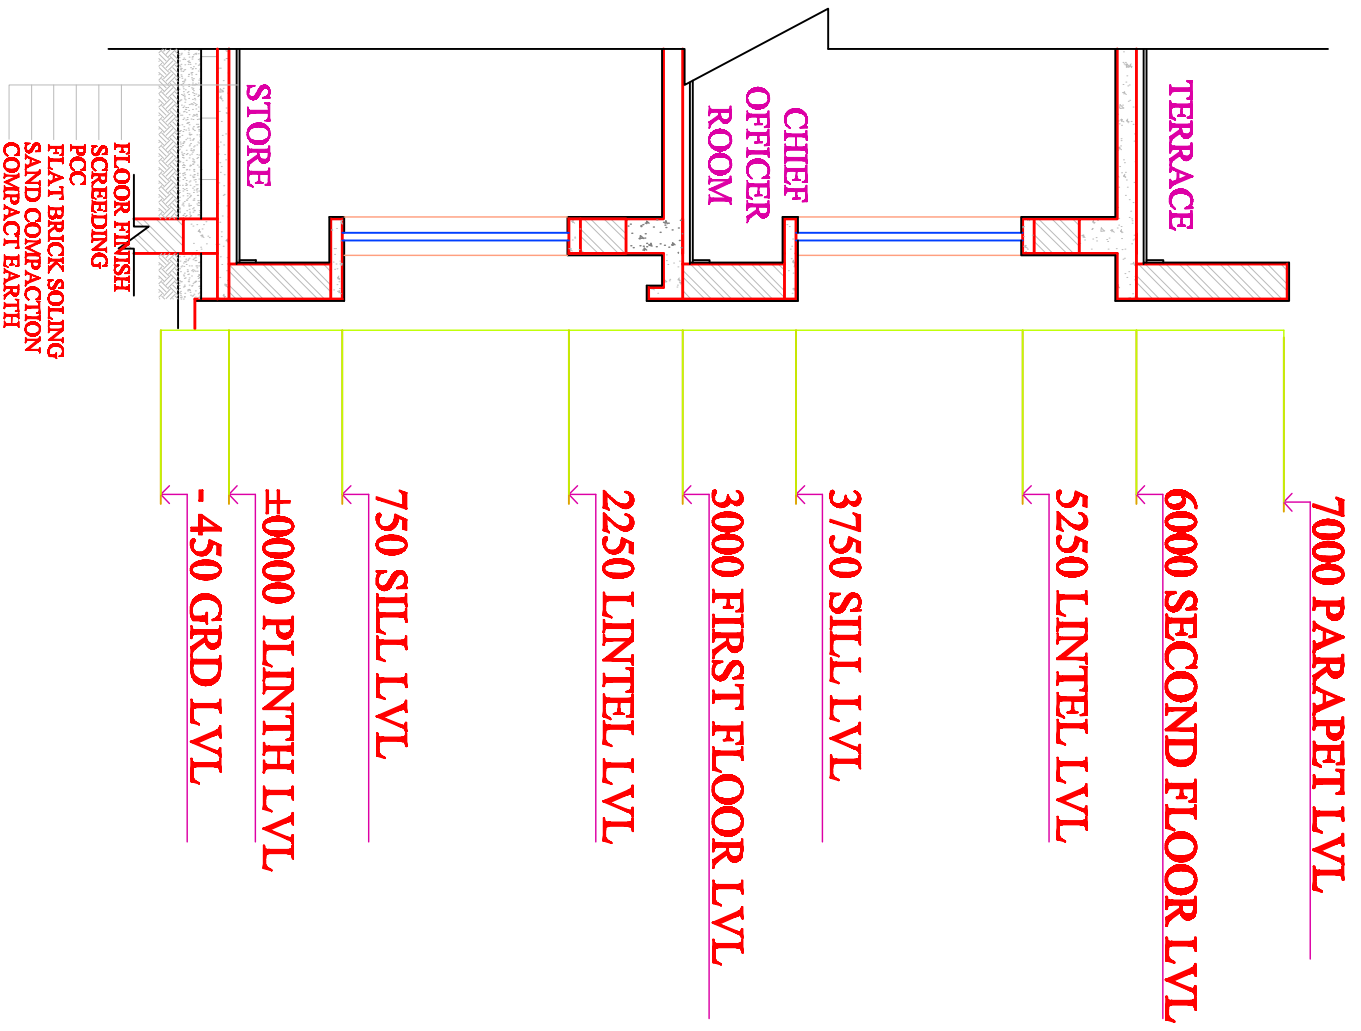 TERRACE
CHIEF
OFFICER
ROOM
STORE
FLOOR FINISH
SCREEDING
PCC
FLAT BRICK SOLING
SAND COMPACTION
COMPACT EARTH
7000 PARAPET LVL
6000 SECOND FLOOR LVL
5250 LINTEL LVL
3750 SILL LVL
3000 FIRST FLOOR LVL
2250 LINTEL LVL
750 SILL LVL
±0000 PLINTH LVL
- 450 GRD LVL